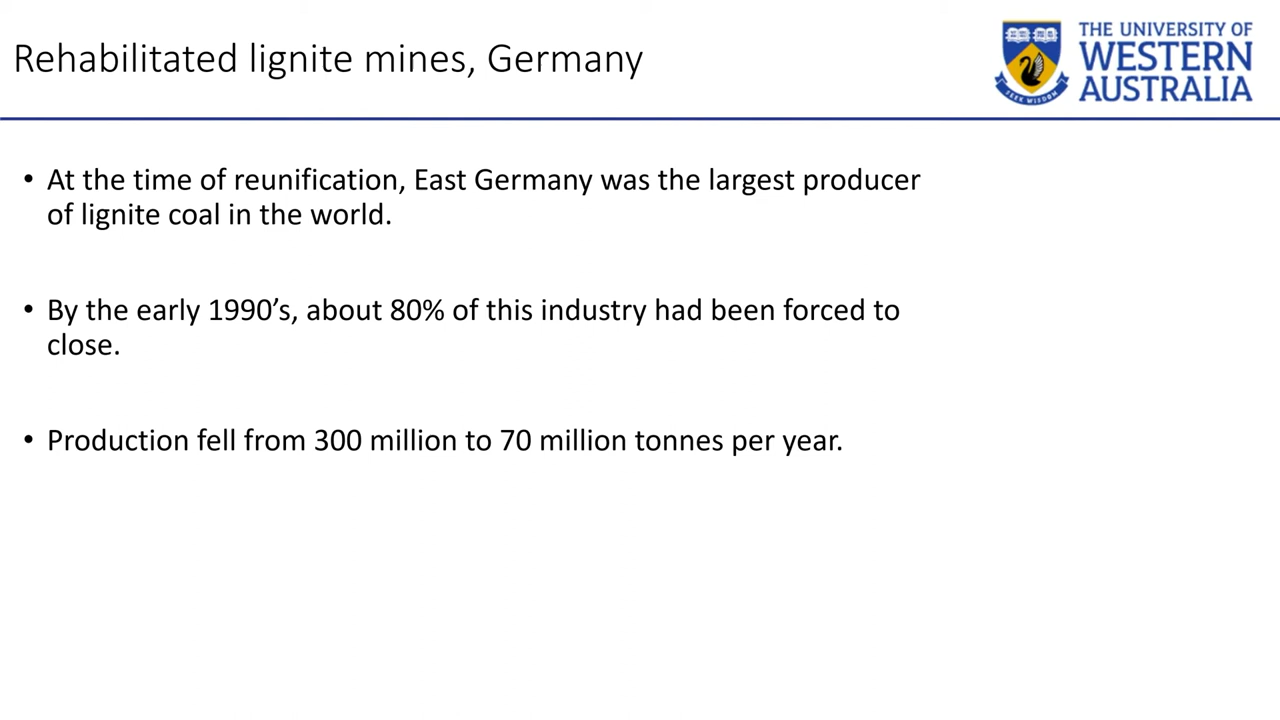 Rehabilitated lignite mines, Germany
THE UNIVERSITY OF
WESTERN
AUSTRALIA
SEEK WISDOM
• At the time of reunification, East Germany was the largest producer
of lignite coal in the world.
• By the early 1990’s, about 80% of this industry had been forced to
close.
• Production fell from 300 million to 70 million tonnes per year.